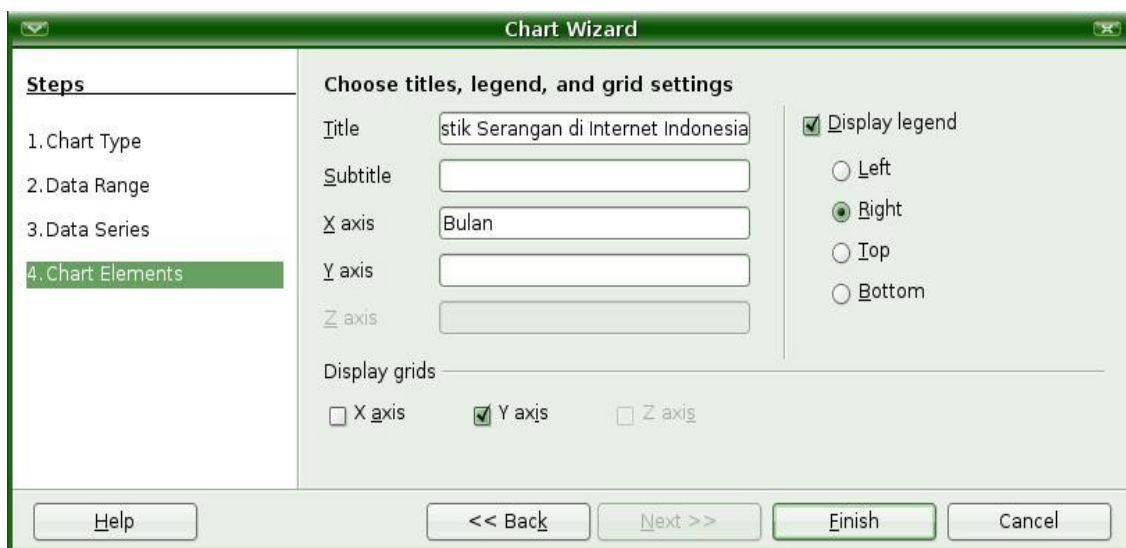 Chart Wizard
Steps
1. Chart Type
2. Data Range
3. Data Series
4. Chart Elements
Choose titles, legend, and grid settings
Title stik Serangan di Internet Indonesia
Subtitle
X axis Bulan
Y axis
Z axis
Display legend
Left
Right
Top
Bottom
Display grids
X axis Y axis Z axis
Help << Back Next >> Finish Cancel